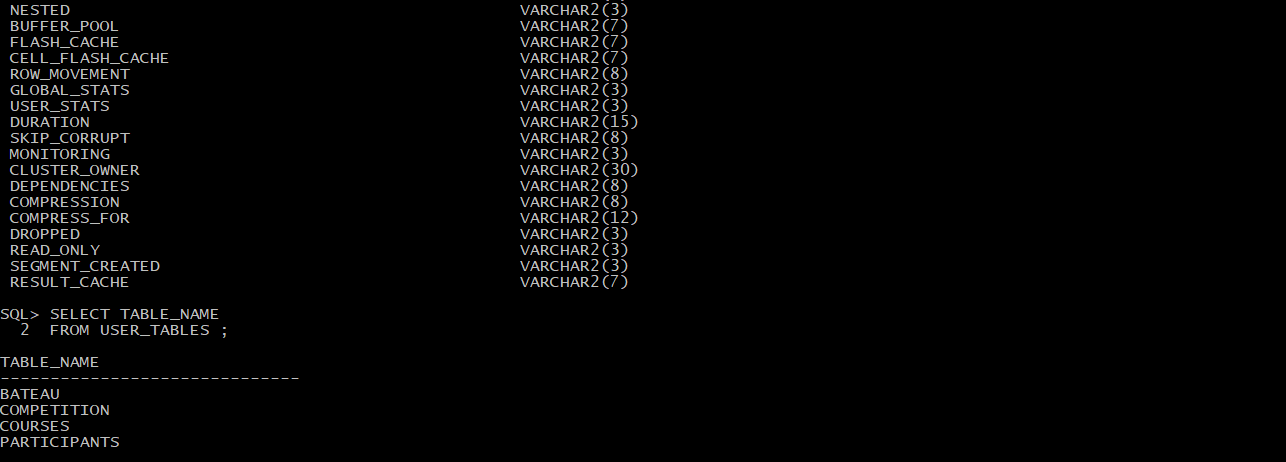 NESTED VARCHAR2(3)
BUFFER_POOL VARCHAR2(7)
FLASH_CACHE VARCHAR2(7)
CELL_FLASH_CACHE VARCHAR2(7)
ROW_MOVEMENT VARCHAR2(8)
GLOBAL_STATS VARCHAR2(3)
USER_STATS VARCHAR2(3)
DURATION VARCHAR2(15)
SKIP_CORRUPT VARCHAR2(8)
MONITORING VARCHAR2(3)
CLUSTER_OWNER VARCHAR2(30)
DEPENDENCIES VARCHAR2(8)
COMPRESSION VARCHAR2(8)
COMPRESS_FOR VARCHAR2(12)
DROPPED VARCHAR2(3)
READ_ONLY VARCHAR2(3)
SEGMENT_CREATED VARCHAR2(3)
RESULT_CACHE VARCHAR2(7)
SQL> SELECT TABLE_NAME
2 FROM USER_TABLES ;
TABLE_NAME
------------------------------
BATEAU
COMPETITION
COURSES
PARTICIPANTS